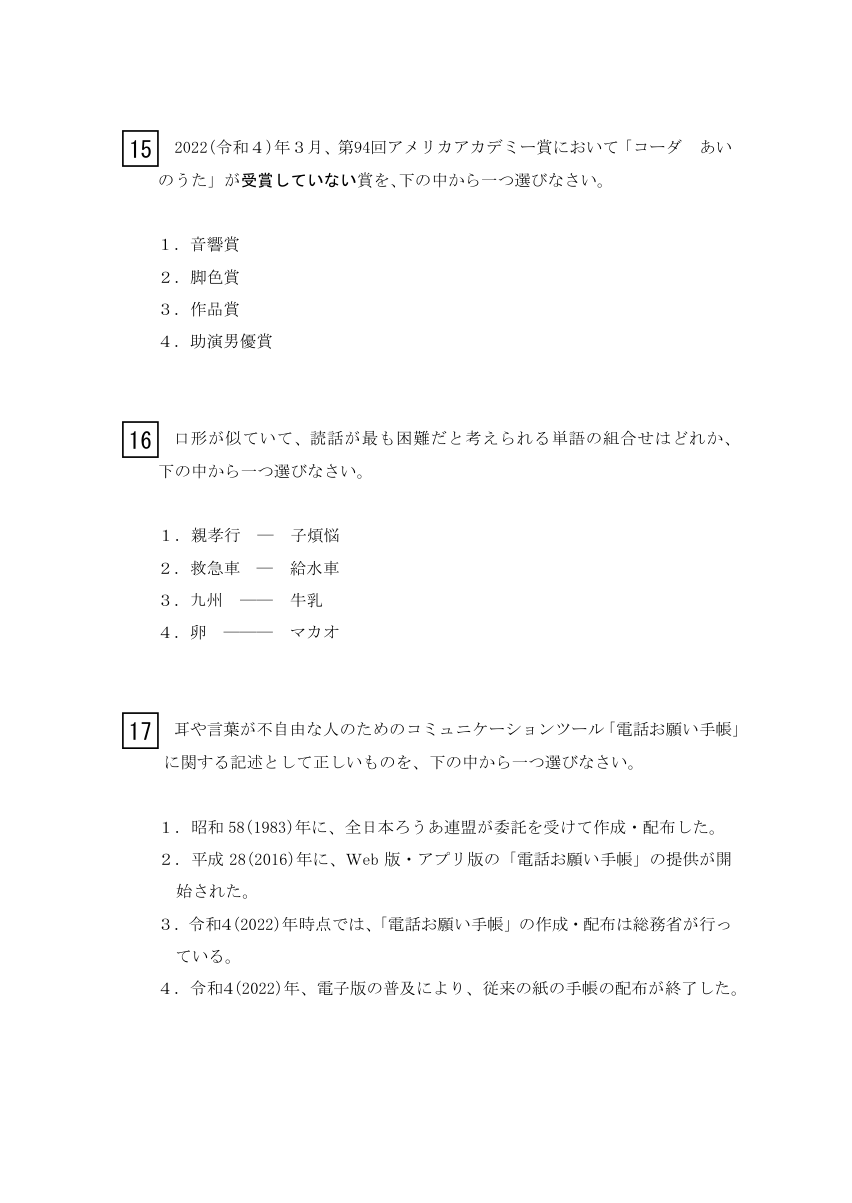 15　2022(令和４)年３月、第94回アメリカアカデミー賞において「コーダ　あい
のうた」が受賞していない賞を、下の中から一つ選びなさい。
１．音響賞
２．脚色賞
３．作品賞
４．助演男優賞
16　口形が似ていて、読話が最も困難だと考えられる単語の組合せはどれか、
下の中から一つ選びなさい。
１．親孝行　―　子煩悩
２．救急車　―　給水車
３．九州　――　牛乳
４．卵　―――　マカオ
17　耳や言葉が不自由な人のためのコミュニケーションツール「電話お願い手帳」
に関する記述として正しいものを、下の中から一つ選びなさい。
１．昭和 58(1983)年に、全日本ろうあ連盟が委託を受けて作成・配布した。
２．平成 28(2016)年に、Web 版・アプリ版の「電話お願い手帳」の提供が開
始された。
３．令和４(2022)年時点では、「電話お願い手帳」の作成・配布は総務省が行っ
ている。
４．令和４(2022)年、電子版の普及により、従来の紙の手帳の配布が終了した。